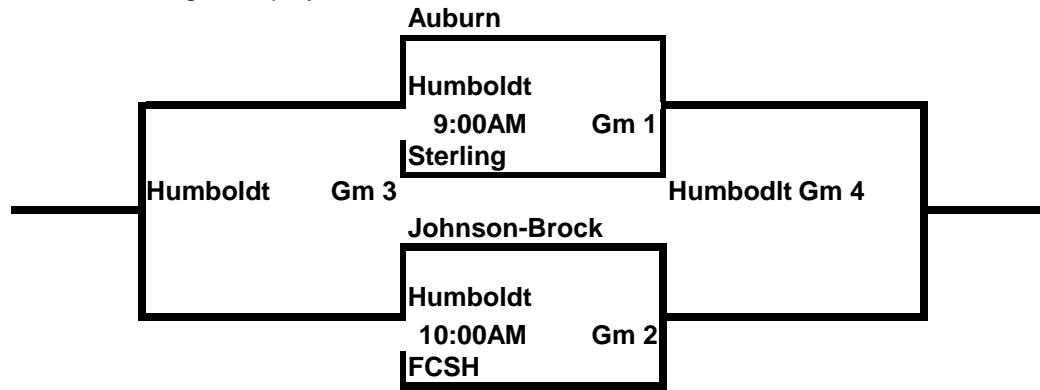 Auburn
Humboldt
9:00AM Gm 1
Sterling
Humboldt Gm 3
Humbodlt Gm 4
Johnson-Brock
Humboldt
10:00AM Gm 2
FCSH